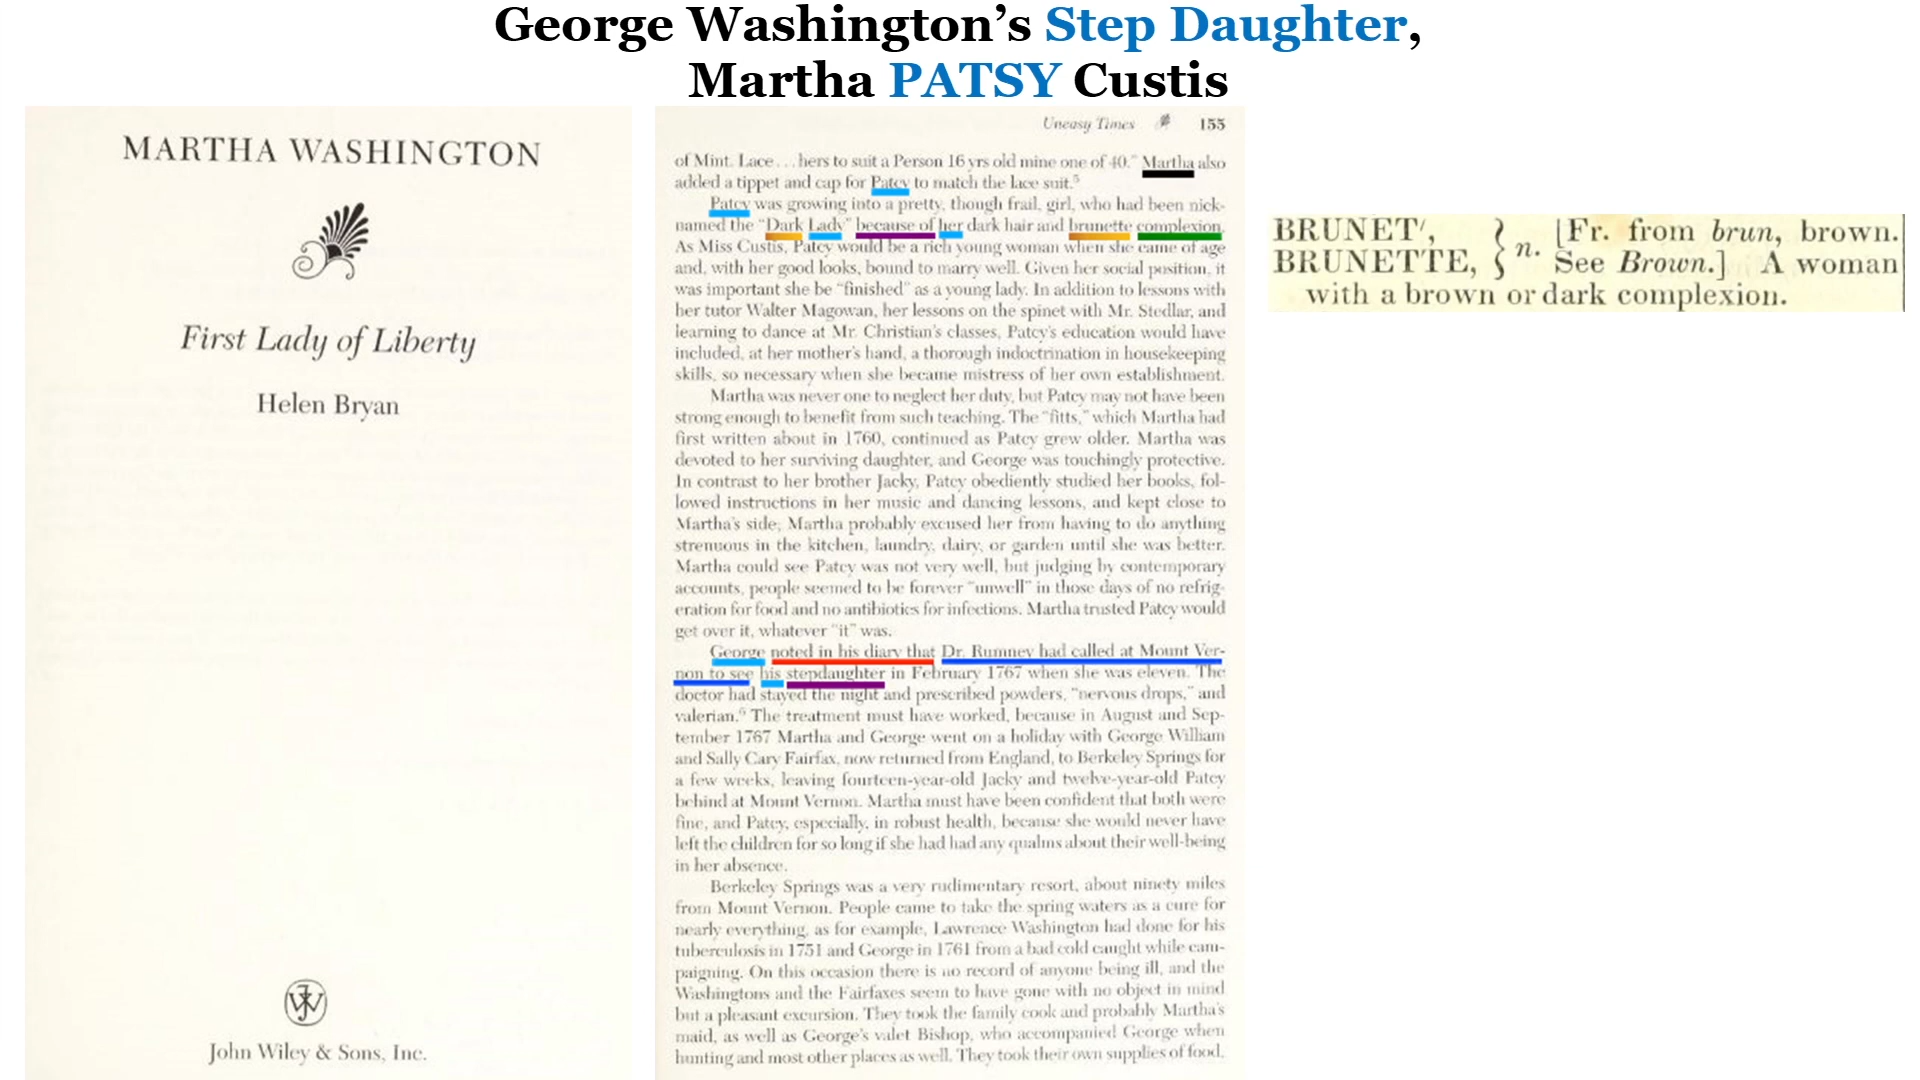 George Washington’s Step Daughter,
Martha PATSY Custis
MARTHA WASHINGTON
First Lady of Liberty
Helen Bryan
John Wiley & Sons, Inc.
Uneasy Times 155
of Mint. Lace . . . hers to suit a Person 16 yrs old mine one of 40.” Martha also
added a tippet and cap for Patcy to match the lace suit.5
Patcy was growing into a pretty, though frail, girl, who had been nick-
named the “Dark Lady” because of her dark hair and brunette complexion.
As Miss Custis, Patcy would be a rich young woman when she came of age
and, with her good looks, bound to marry well. Given her social position, it
was important she be “finished” as a young lady. In addition to lessons with
her tutor Walter Magowan, her lessons on the spinet with Mr. Stedlar, and
learning to dance at Mr. Christian’s classes, Patcy’s education would have
included, at her mother’s hand, a thorough indoctrination in housekeeping
skills, so necessary when she became mistress of her own establishment.
Martha was never one to neglect her duty, but Patcy may not have been
strong enough to benefit from such teaching. The “fitts,” which Martha had
first written about in 1760, continued as Patcy grew older. Martha was
devoted to her surviving daughter, and George was touchingly protective.
In contrast to her brother Jacky, Patcy obediently studied her books, fol-
lowed instructions in her music and dancing lessons, and kept close to
Martha’s side; Martha probably excused her from having to do anything
strenuous in the kitchen, laundry, dairy, or garden until she was better.
Martha could see Patcy was not very well, but judging by contemporary
accounts, people seemed to be forever “unwell” in those days of no refrig-
eration for food and no antibiotics for infections. Martha trusted Patcy would
get over it, whatever “it” was.
George noted in his diary that Dr. Rumney had called at Mount Ver-
non to see his stepdaughter in February 1767 when she was eleven. The
doctor had stayed the night and prescribed powders, “nervous drops,” and
valerian.6 The treatment must have worked, because in August and Sep-
tember 1767 Martha and George went on a holiday with George William
and Sally Cary Fairfax, now returned from England, to Berkeley Springs for
a few weeks, leaving fourteen-year-old Jacky and twelve-year-old Patcy
behind at Mount Vernon. Martha must have been confident that both were
fine, and Patcy, especially, in robust health, because she would never have
left the children for so long if she had had any qualms about their well-being
in her absence.
Berkeley Springs was a very rudimentary resort, about ninety miles
from Mount Vernon. People came to take the spring waters as a cure for
nearly everything, as for example, Lawrence Washington had done for his
tuberculosis in 1751 and George in 1761 from a bad cold caught while cam-
paigning. On this occasion there is no record of anyone being ill, and the
Washingtons and the Fairfaxes seem to have gone with no object in mind
but a pleasant excursion. They took the family cook and probably Martha’s
maid, as well as George’s valet Bishop, who accompanied George when
hunting and most other places as well. They took their own supplies of food,
BRUNET′, } n. [Fr. from brun, brown.
BRUNETTE, See Brown.] A woman
with a brown or dark complexion.